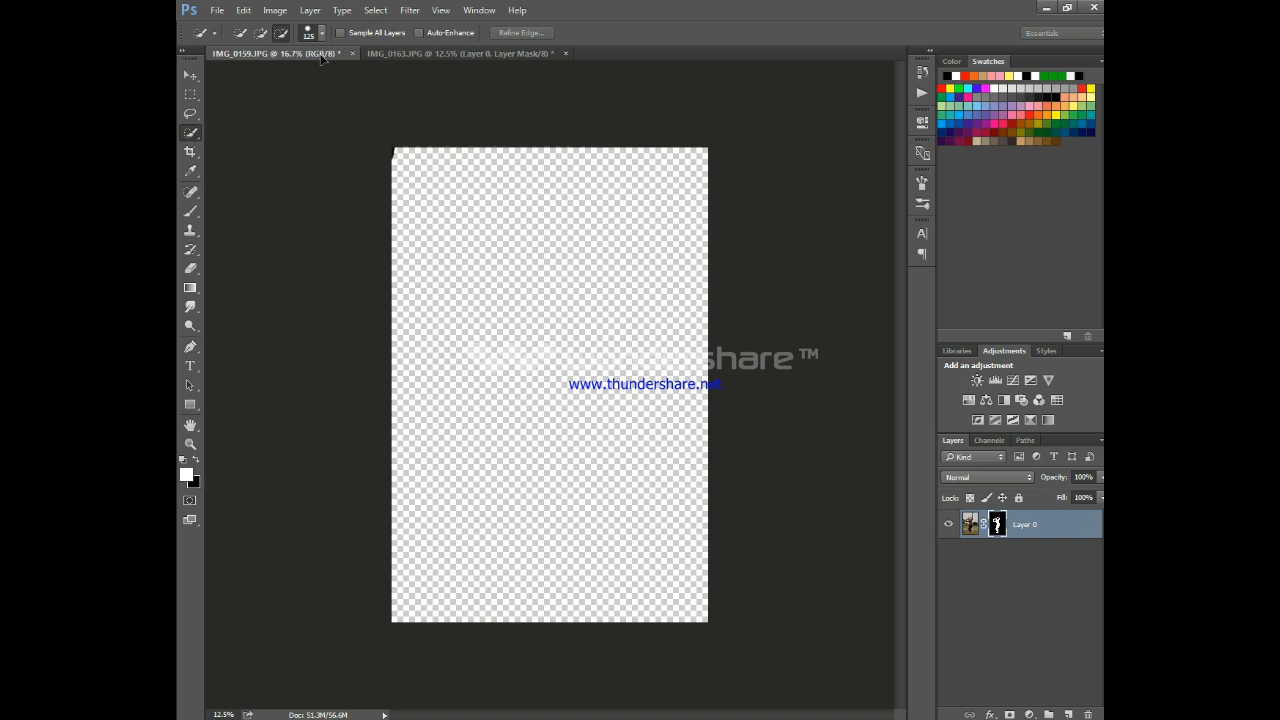 Ps File Edit Image Layer Type Select Filter View Window Help
125 Sample All Layers Auto-Enhance Refine Edge... Essentials
IMG_0159.JPG @ 16.7% (RGB/8) * × IMG_0163.JPG @ 12.5% (Layer 0, Layer Mask/8) * ×
Color Swatches
share™
www.thundershare.net
Libraries Adjustments Styles
Add an adjustment
Layers Channels Paths
Kind
Normal Opacity: 100%
Lock: Fill: 100%
Layer 0
12.5% Doc: 51.3M/56.6M